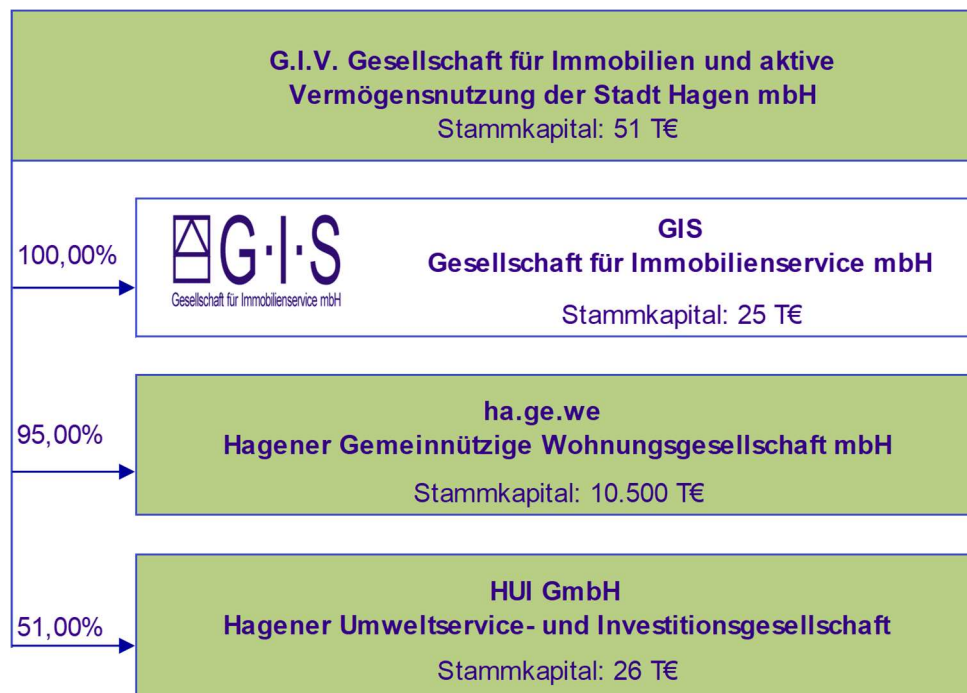 G.I.V. Gesellschaft für Immobilien und aktive
Vermögensnutzung der Stadt Hagen mbH
Stammkapital: 51 T€
100,00%
G·I·S
Gesellschaft für Immobilienservice mbH
GIS
Gesellschaft für Immobilienservice mbH
Stammkapital: 25 T€
95,00%
ha.ge.we
Hagener Gemeinnützige Wohnungsgesellschaft mbH
Stammkapital: 10.500 T€
51,00%
HUI GmbH
Hagener Umweltservice- und Investitionsgesellschaft
Stammkapital: 26 T€